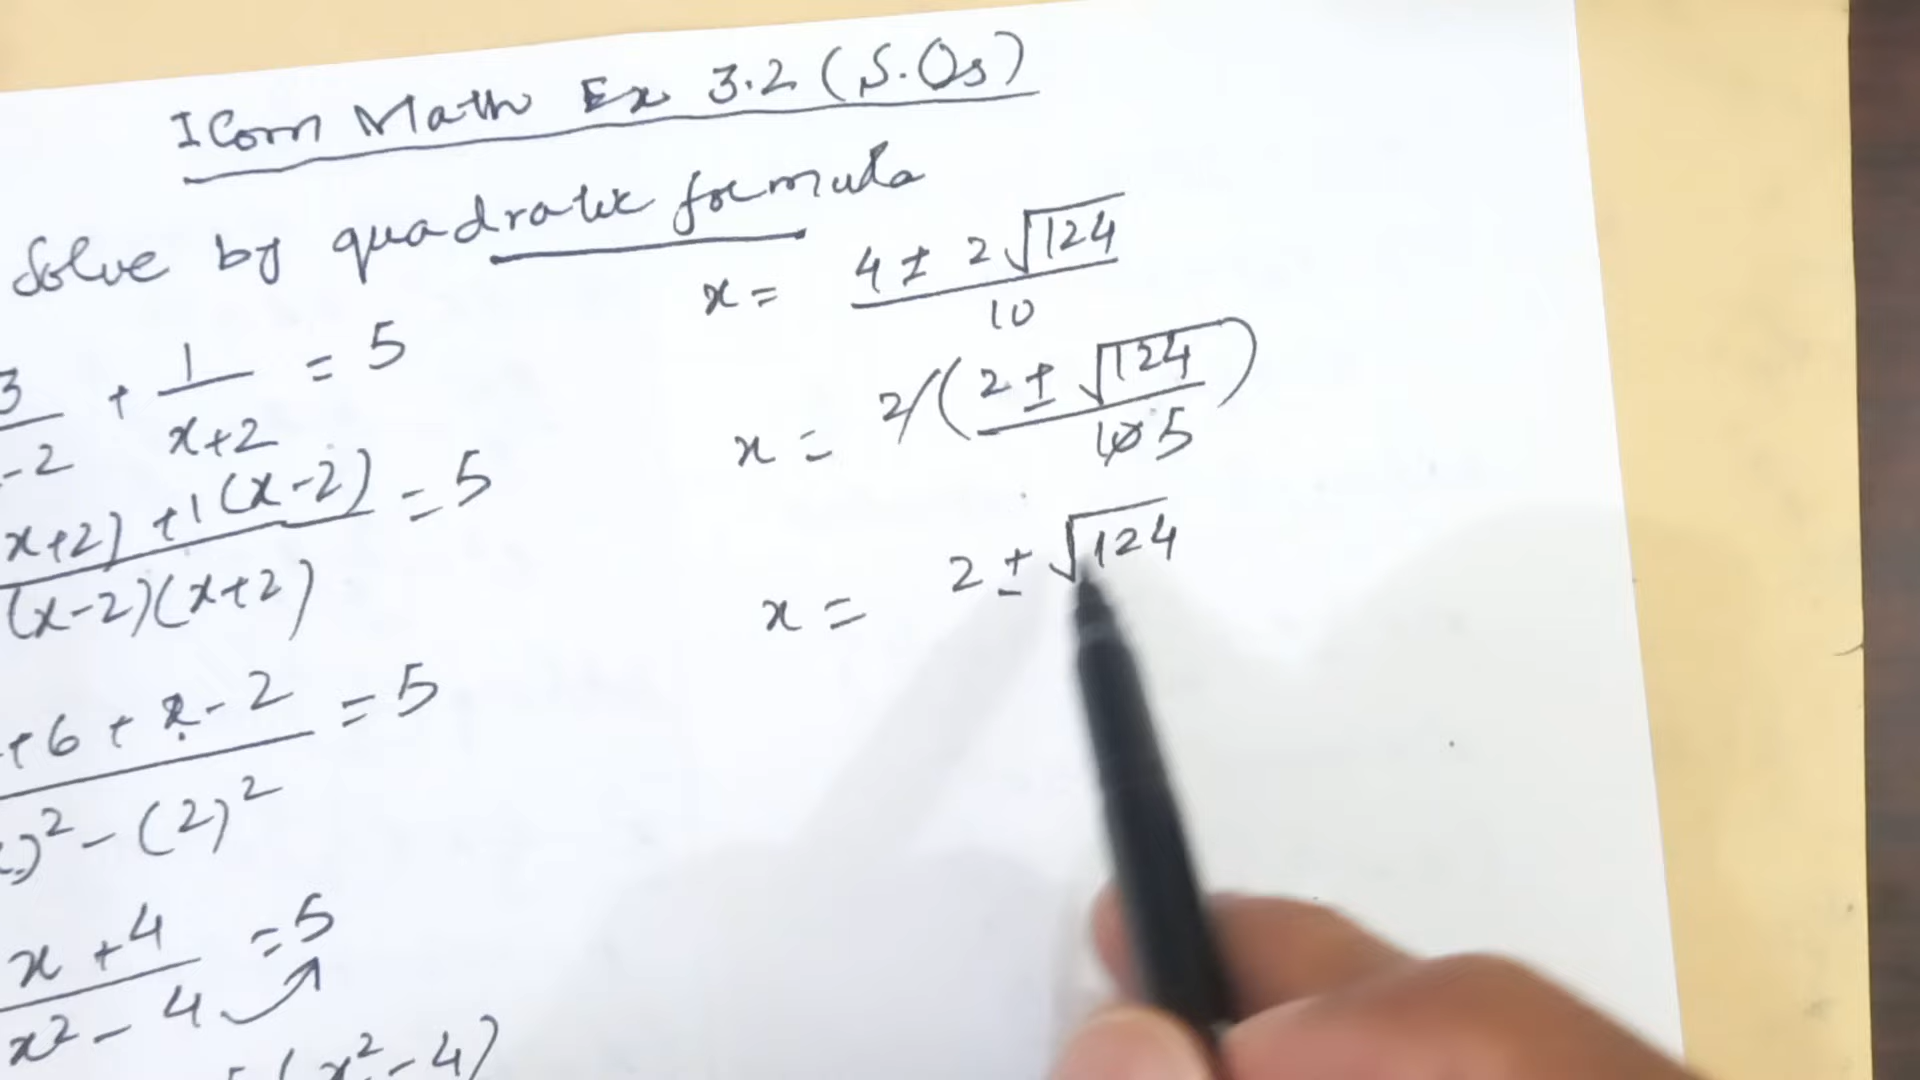 I Com Math Ex 3.2 (S.Qs)
Solve by quadratic formula
3/-2 + 1/x+2 = 5
x+2) + 1(x-2)/(x-2)(x+2) = 5
+6 + x - 2/)² - (2)² = 5
x + 4/x² - 4 = 5
(x² - 4)
x = 4 ± 2√124/10
x = 2(2 ± √124/10 5)
x = 2 ± √124